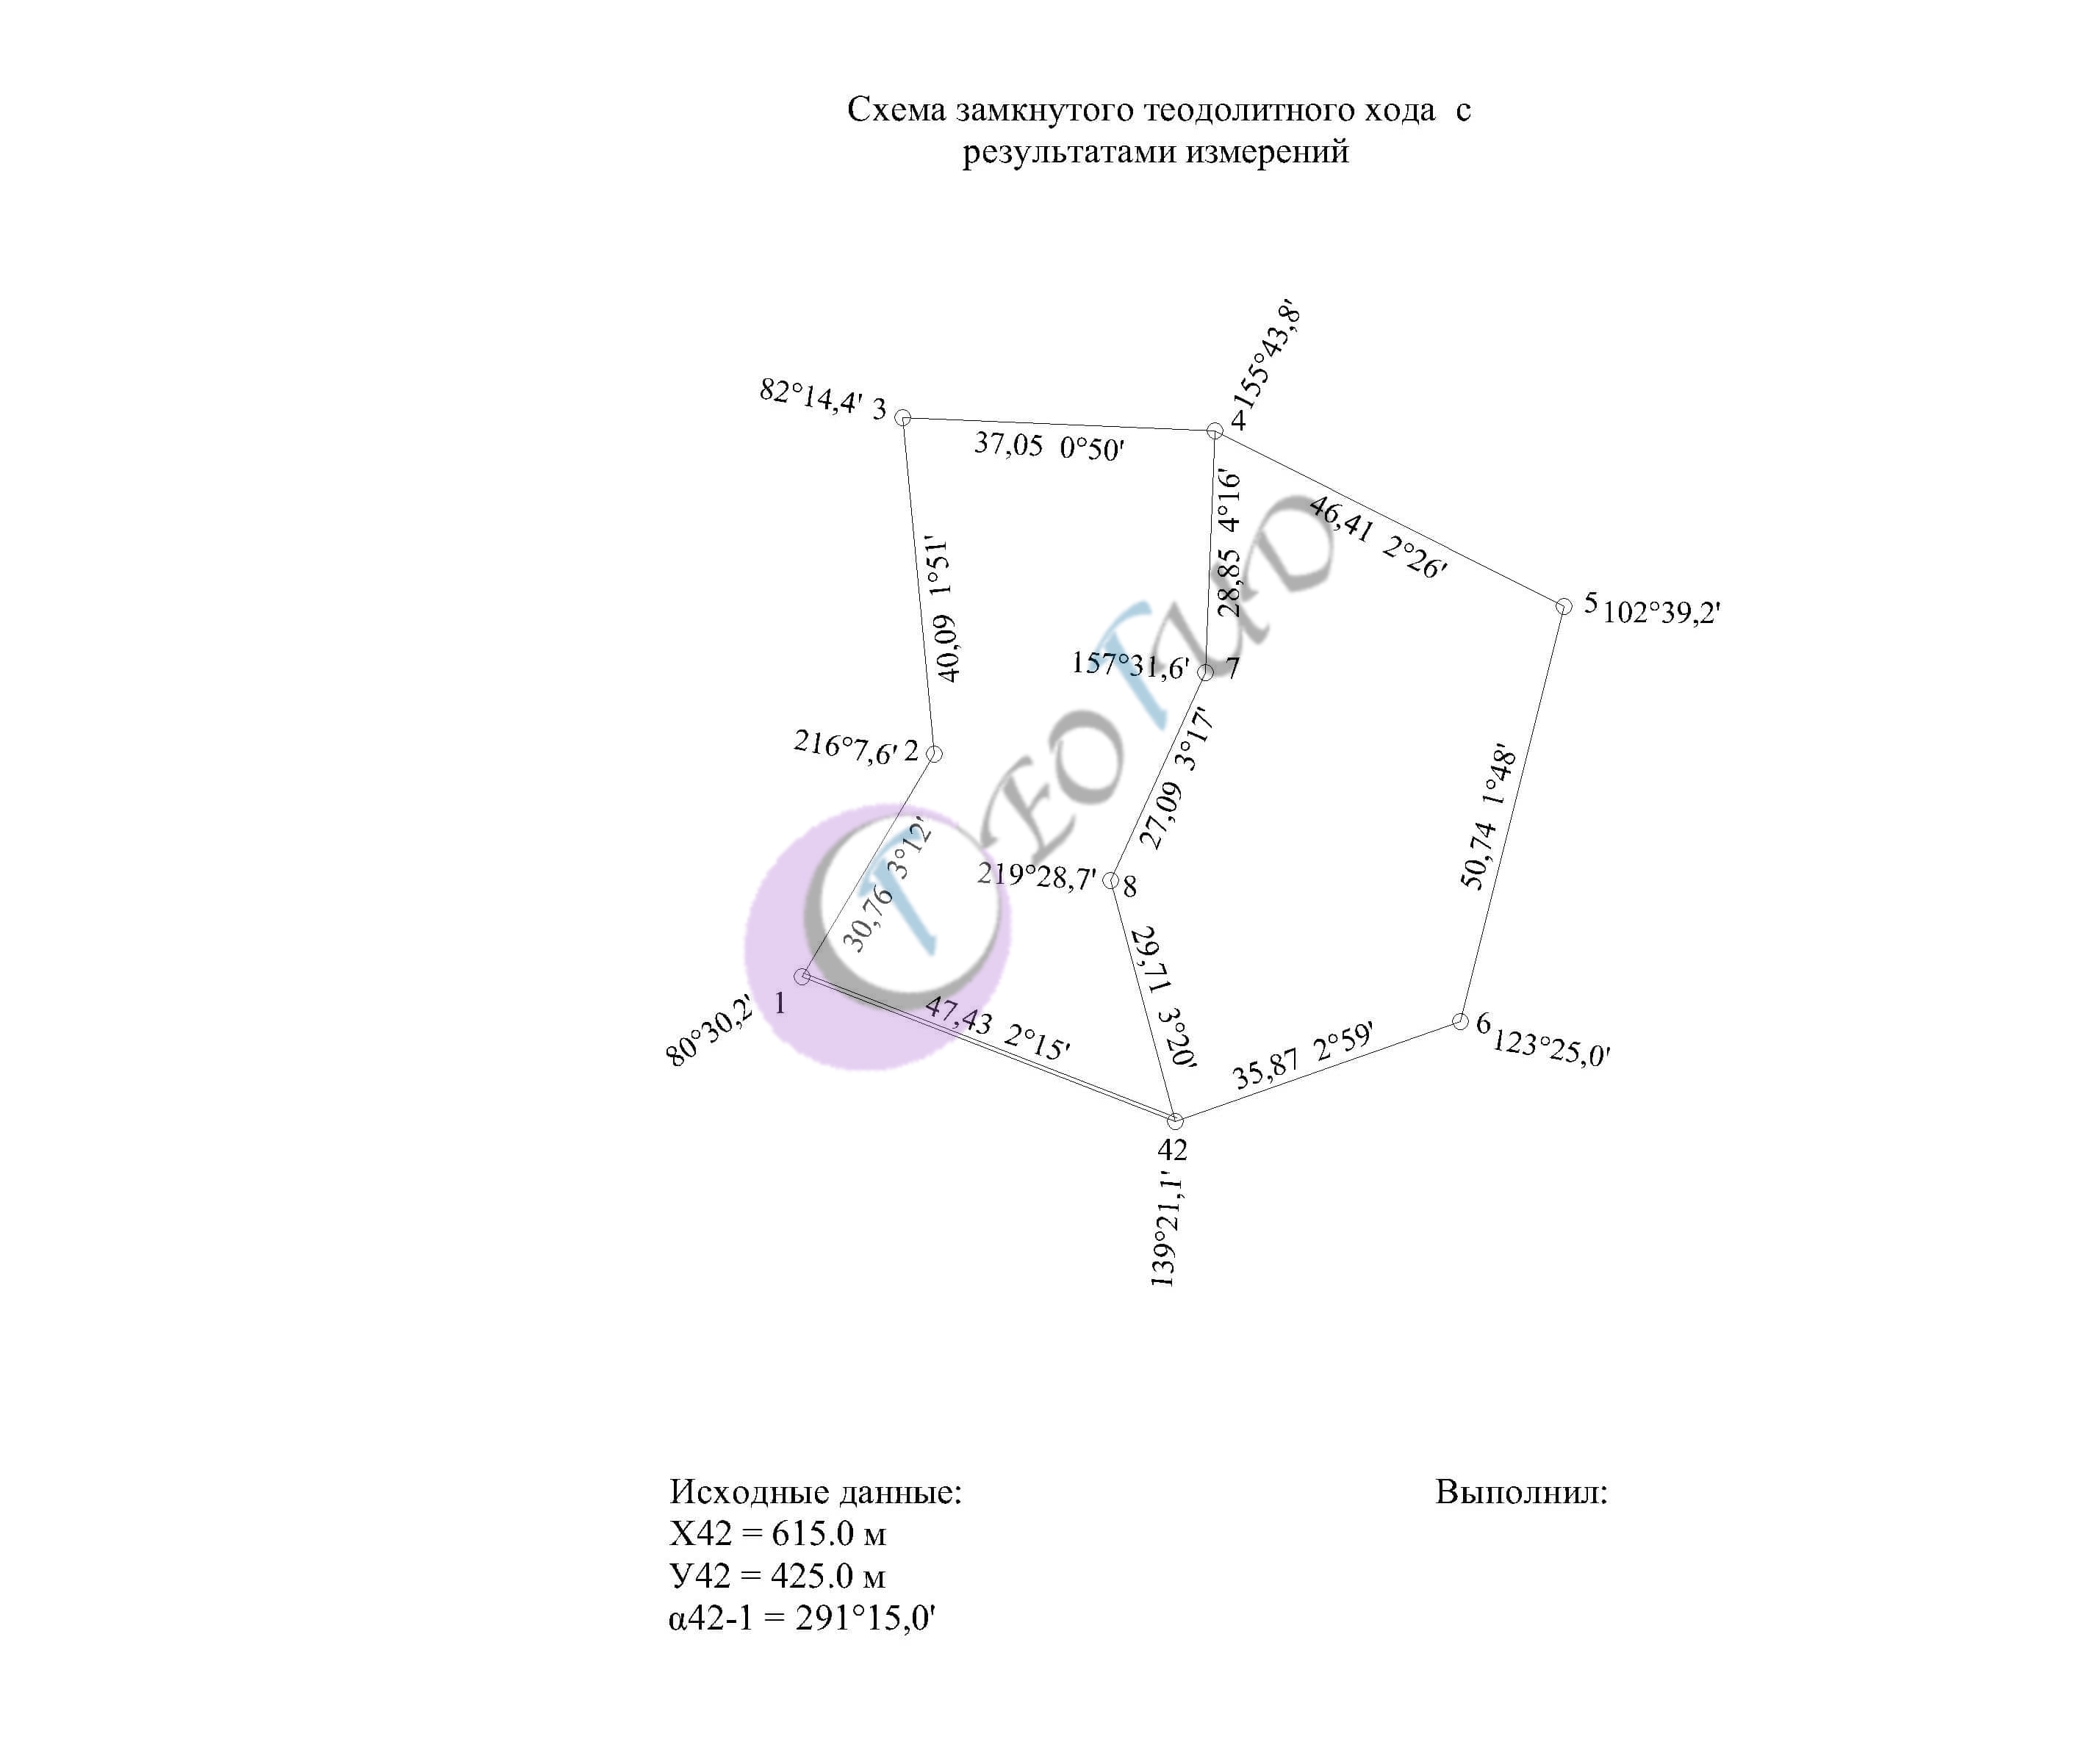 Схема замкнутого теодолитного хода с
результатами измерений
155°43,8'
82°14,4' 3
4
37,05 0°50'
28,85 4°16'
46,41 2°26'
40,09 1°51'
5 102°39,2'
157°31,6' 7
216°7,6' 2
27,09 3°17'
50,74 1°48'
ГЕОТИД
30,76 3°12'
219°28,7' 8
29,71 3°20'
1
80°30,2'
47,43 2°15'
35,87 2°59'
6 123°25,0'
42
139°21,1'
Исходные данные:
Выполнил:
Х42 = 615.0 м
У42 = 425.0 м
α42-1 = 291°15,0'